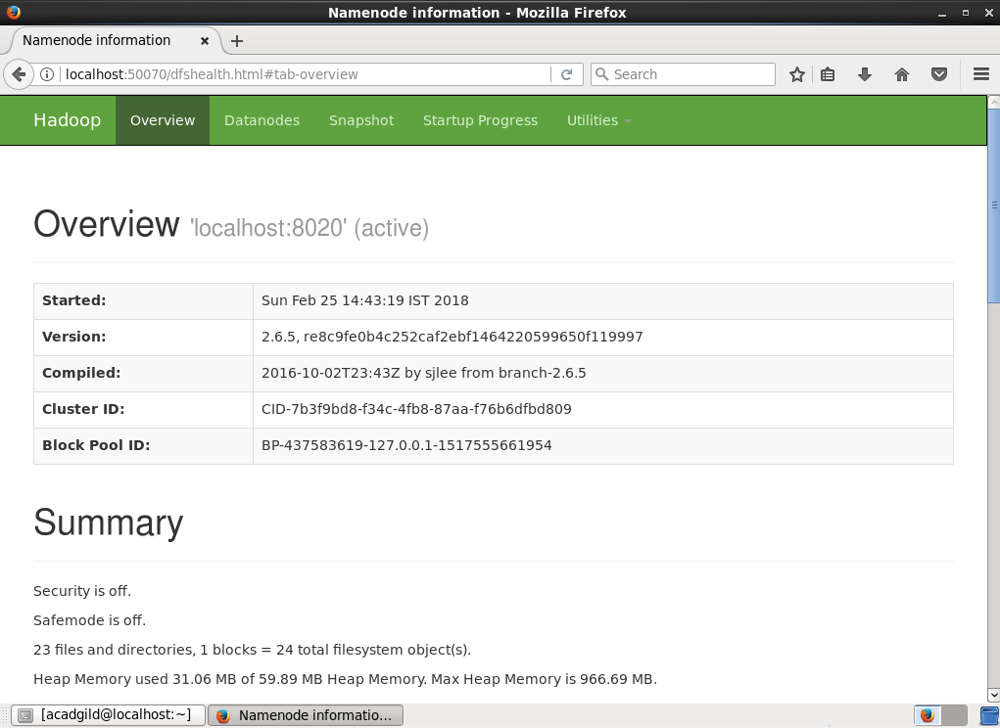 Namenode information - Mozilla Firefox
Namenode information
localhost:50070/dfshealth.html#tab-overview
Search
Hadoop Overview Datanodes Snapshot Startup Progress Utilities
Overview 'localhost:8020' (active)
Started: Sun Feb 25 14:43:19 IST 2018
Version: 2.6.5, re8c9fe0b4c252caf2ebf1464220599650f119997
Compiled: 2016-10-02T23:43Z by sjlee from branch-2.6.5
Cluster ID: CID-7b3f9bd8-f34c-4fb8-87aa-f76b6dfbd809
Block Pool ID: BP-437583619-127.0.0.1-1517555661954
Summary
Security is off.
Safemode is off.
23 files and directories, 1 blocks = 24 total filesystem object(s).
Heap Memory used 31.06 MB of 59.89 MB Heap Memory. Max Heap Memory is 966.69 MB.
[acadgild@localhost:~] Namenode informatio...